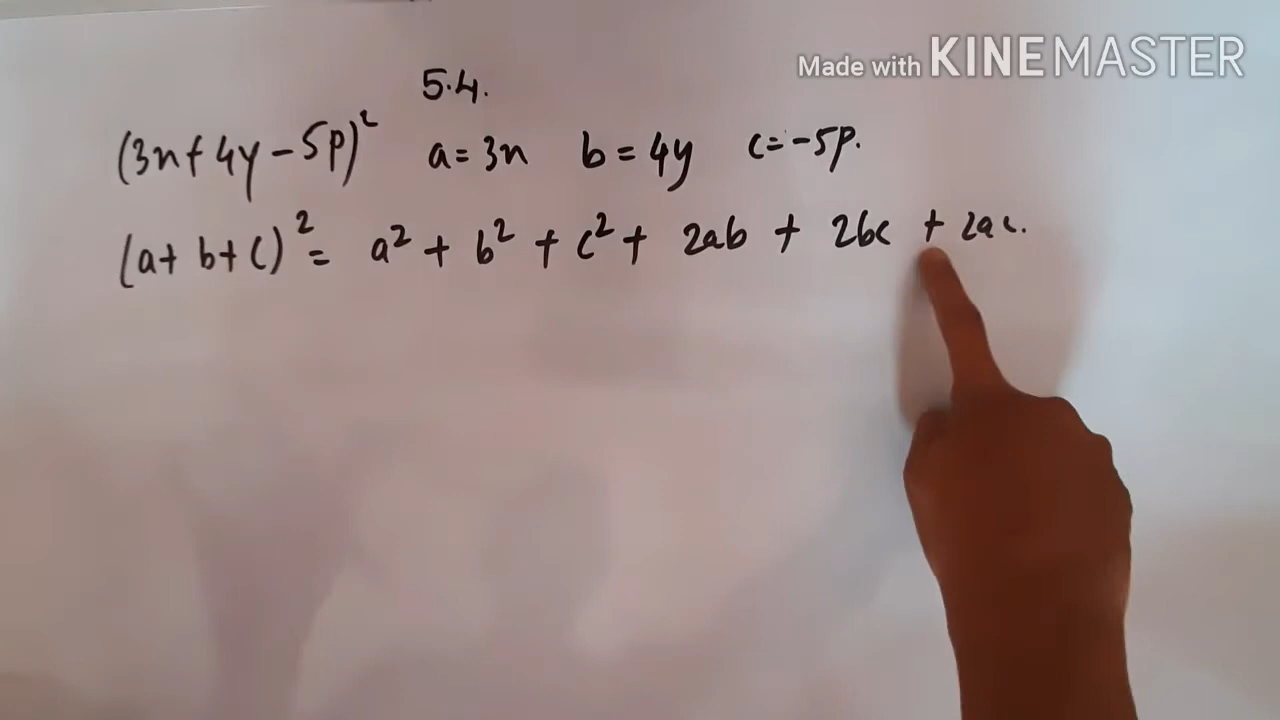 Made with KINEMASTER
5.4.
(3n+4y-5p)² a=3n b=4y c=-5p.
(a+b+c)² = a² + b² + c² + 2ab + 2bc + 2ac.